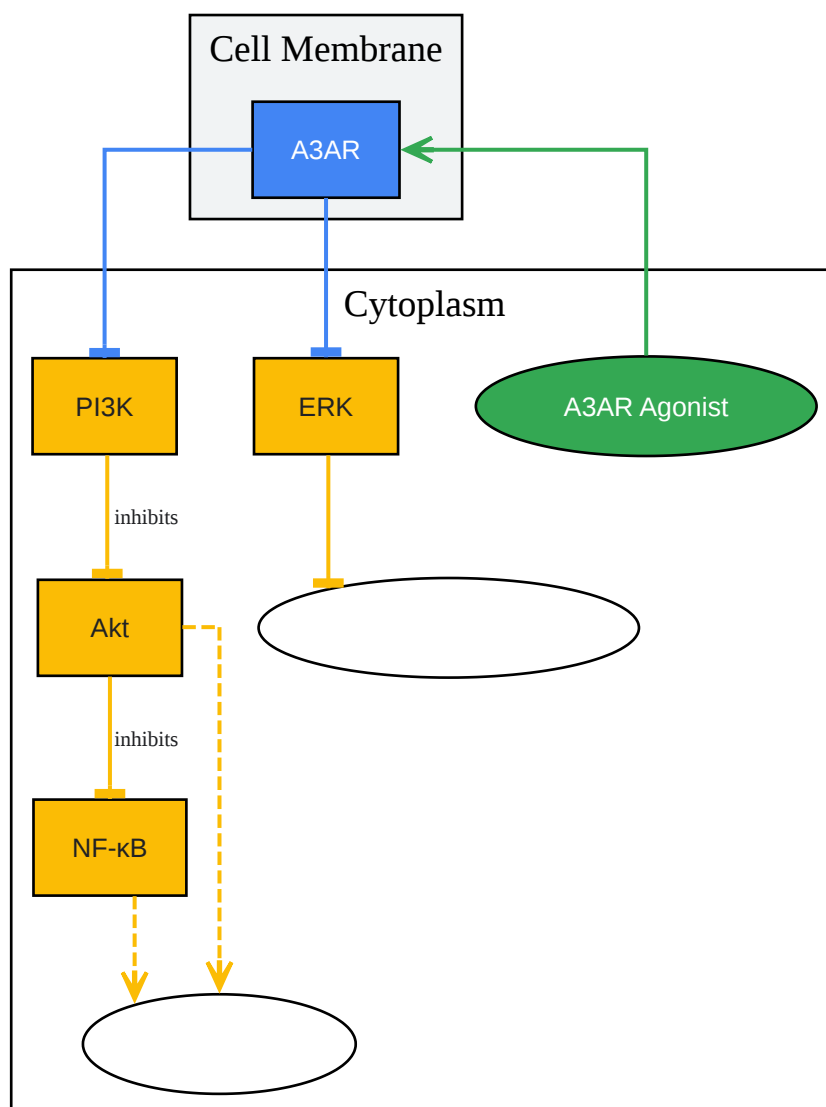 Cell Membrane
A3AR
Cytoplasm
PI3K
ERK
A3AR Agonist
inhibits
Akt
inhibits
NF-κB